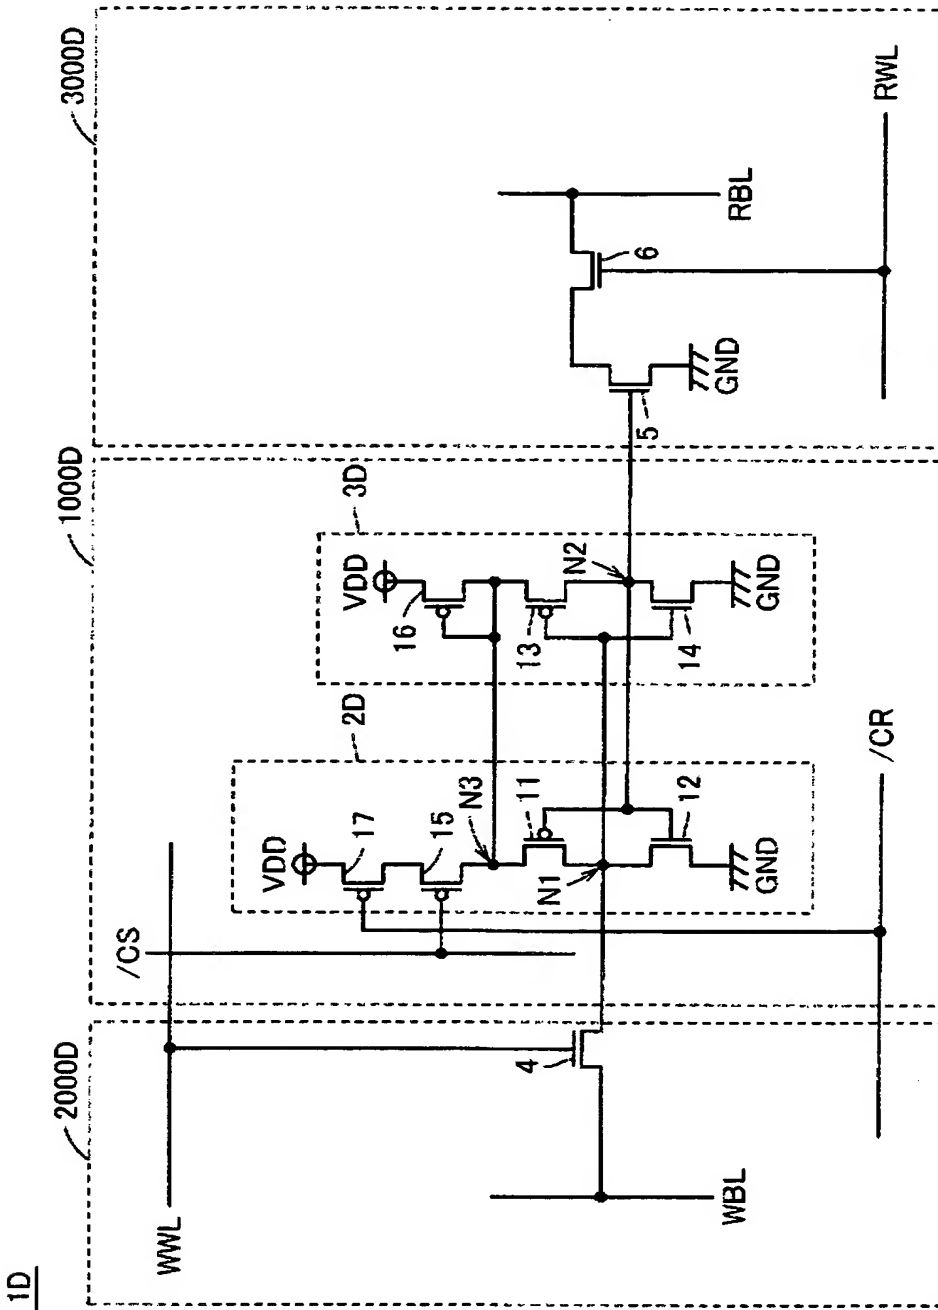 1D
2000D
1000D
3000D
WWL
/CS
2D
3D
VDD
VDD
17
16
15
N3
11
13
N2
N1
12
14
GND
GND
4
WBL
/CR
5
6
GND
RBL
RWL